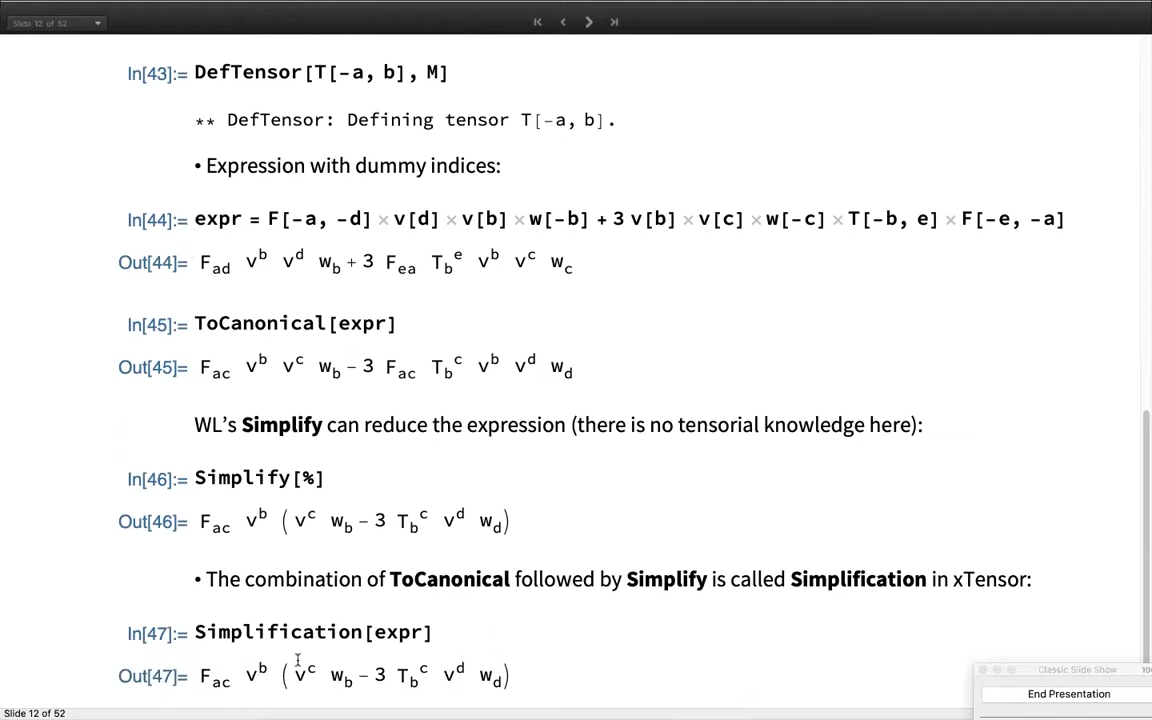 Slide 12 of 52
In[43]:= DefTensor[T[-a, b], M]
** DefTensor: Defining tensor T[-a, b].
• Expression with dummy indices:
In[44]:= expr = F[-a, -d] × v[d] × v[b] × w[-b] + 3 v[b] × v[c] × w[-c] × T[-b, e] × F[-e, -a]
Out[44]= F_ad v^b v^d w_b + 3 F_ea T_b^e v^b v^c w_c
In[45]:= ToCanonical[expr]
Out[45]= F_ac v^b v^c w_b - 3 F_ac T_b^c v^b v^d w_d
WL's Simplify can reduce the expression (there is no tensorial knowledge here):
In[46]:= Simplify[%]
Out[46]= F_ac v^b (v^c w_b - 3 T_b^c v^d w_d)
• The combination of ToCanonical followed by Simplify is called Simplification in xTensor:
In[47]:= Simplification[expr]
Out[47]= F_ac v^b (v^c w_b - 3 T_b^c v^d w_d)
Classic Slide Show
End Presentation
Slide 12 of 52